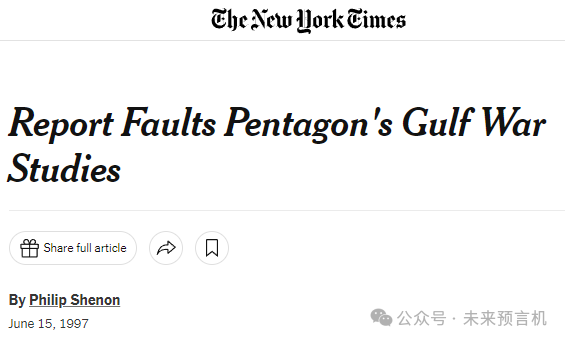 The New York Times
Report Faults Pentagon's Gulf War
Studies
Share full article
By Philip Shenon
June 15, 1997
公众号 · 未来预言机